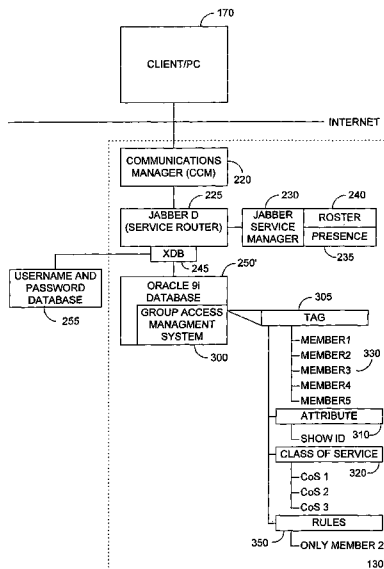 170
CLIENT/PC
INTERNET
COMMUNICATIONS
MANAGER (CCM)
220
225
JABBER D
(SERVICE ROUTER)
230
JABBER
SERVICE
MANAGER
240
ROSTER
PRESENCE
235
XDB
245
250'
USERNAME AND
PASSWORD
DATABASE
255
ORACLE 9i
DATABASE
GROUP ACCESS
MANAGMENT
SYSTEM
300
305
TAG
MEMBER1
MEMBER2
MEMBER3
330
MEMBER4
MEMBER5
ATTRIBUTE
310
SHOW ID
CLASS OF SERVICE
320
CoS 1
CoS 2
CoS 3
RULES
350
ONLY MEMBER 2
130